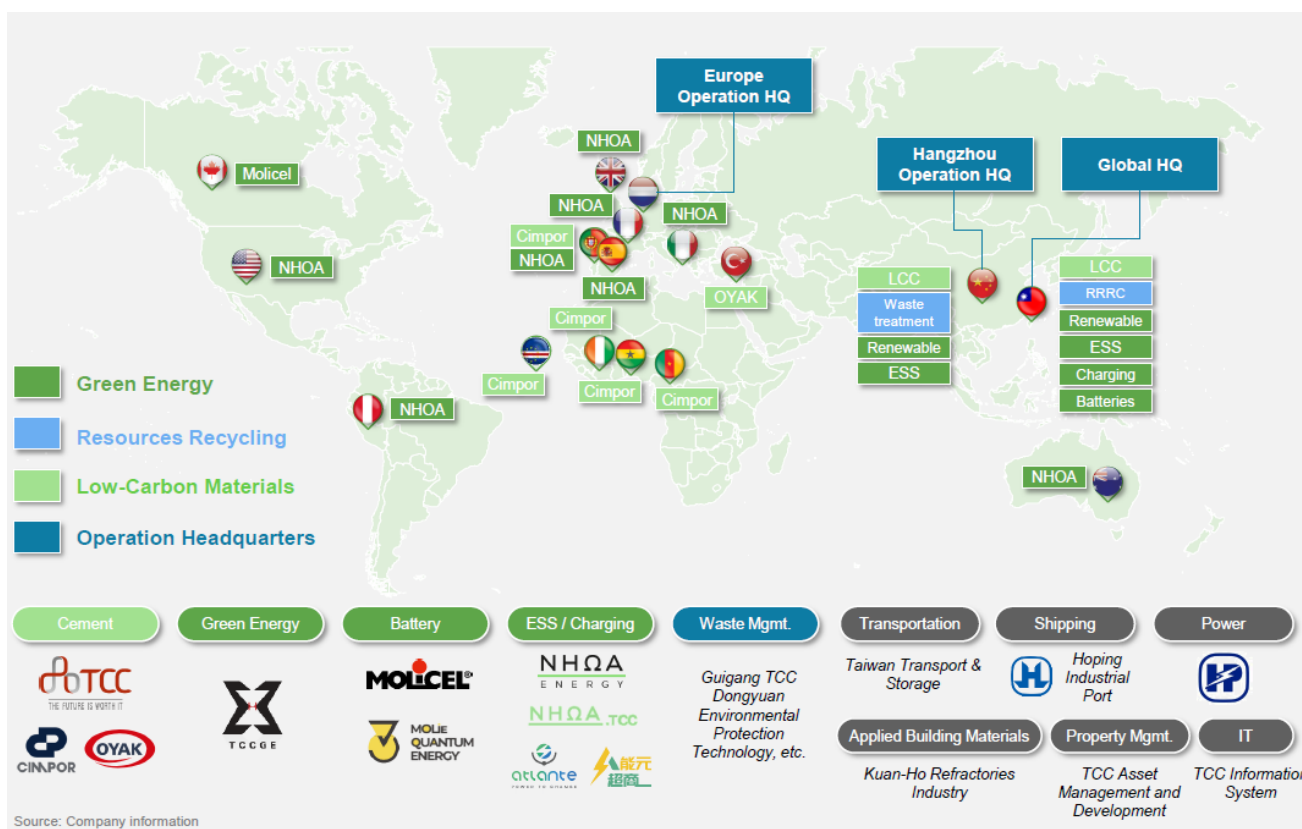 Europe
Operation HQ
Hangzhou
Operation HQ
Global HQ
NHOA
Molicel
NHOA
NHOA
Cimpor
NHOA
NHOA
NHOA
OYAK
LCC
Waste
treatment
Renewable
ESS
LCC
RRRC
Renewable
ESS
Charging
Batteries
Cimpor
Cimpor
Cimpor
Cimpor
NHOA
NHOA
Green Energy
Resources Recycling
Low-Carbon Materials
Operation Headquarters
Cement
Green Energy
Battery
ESS / Charging
Waste Mgmt.
Transportation
Shipping
Power
TCC
THE FUTURE IS WORTH IT
CIMPOR
OYAK
TCCGE
MOLICEL®
MOLIE
QUANTUM
ENERGY
NHΩA
ENERGY
NHΩA.TCC
atlante
POWER TO CHANGE
能元
超商
Guigang TCC
Dongyuan
Environmental
Protection
Technology, etc.
Taiwan Transport &
Storage
Hoping
Industrial
Port
Applied Building Materials
Property Mgmt.
IT
Kuan-Ho Refractories
Industry
TCC Asset
Management and
Development
TCC Information
System
Source: Company information